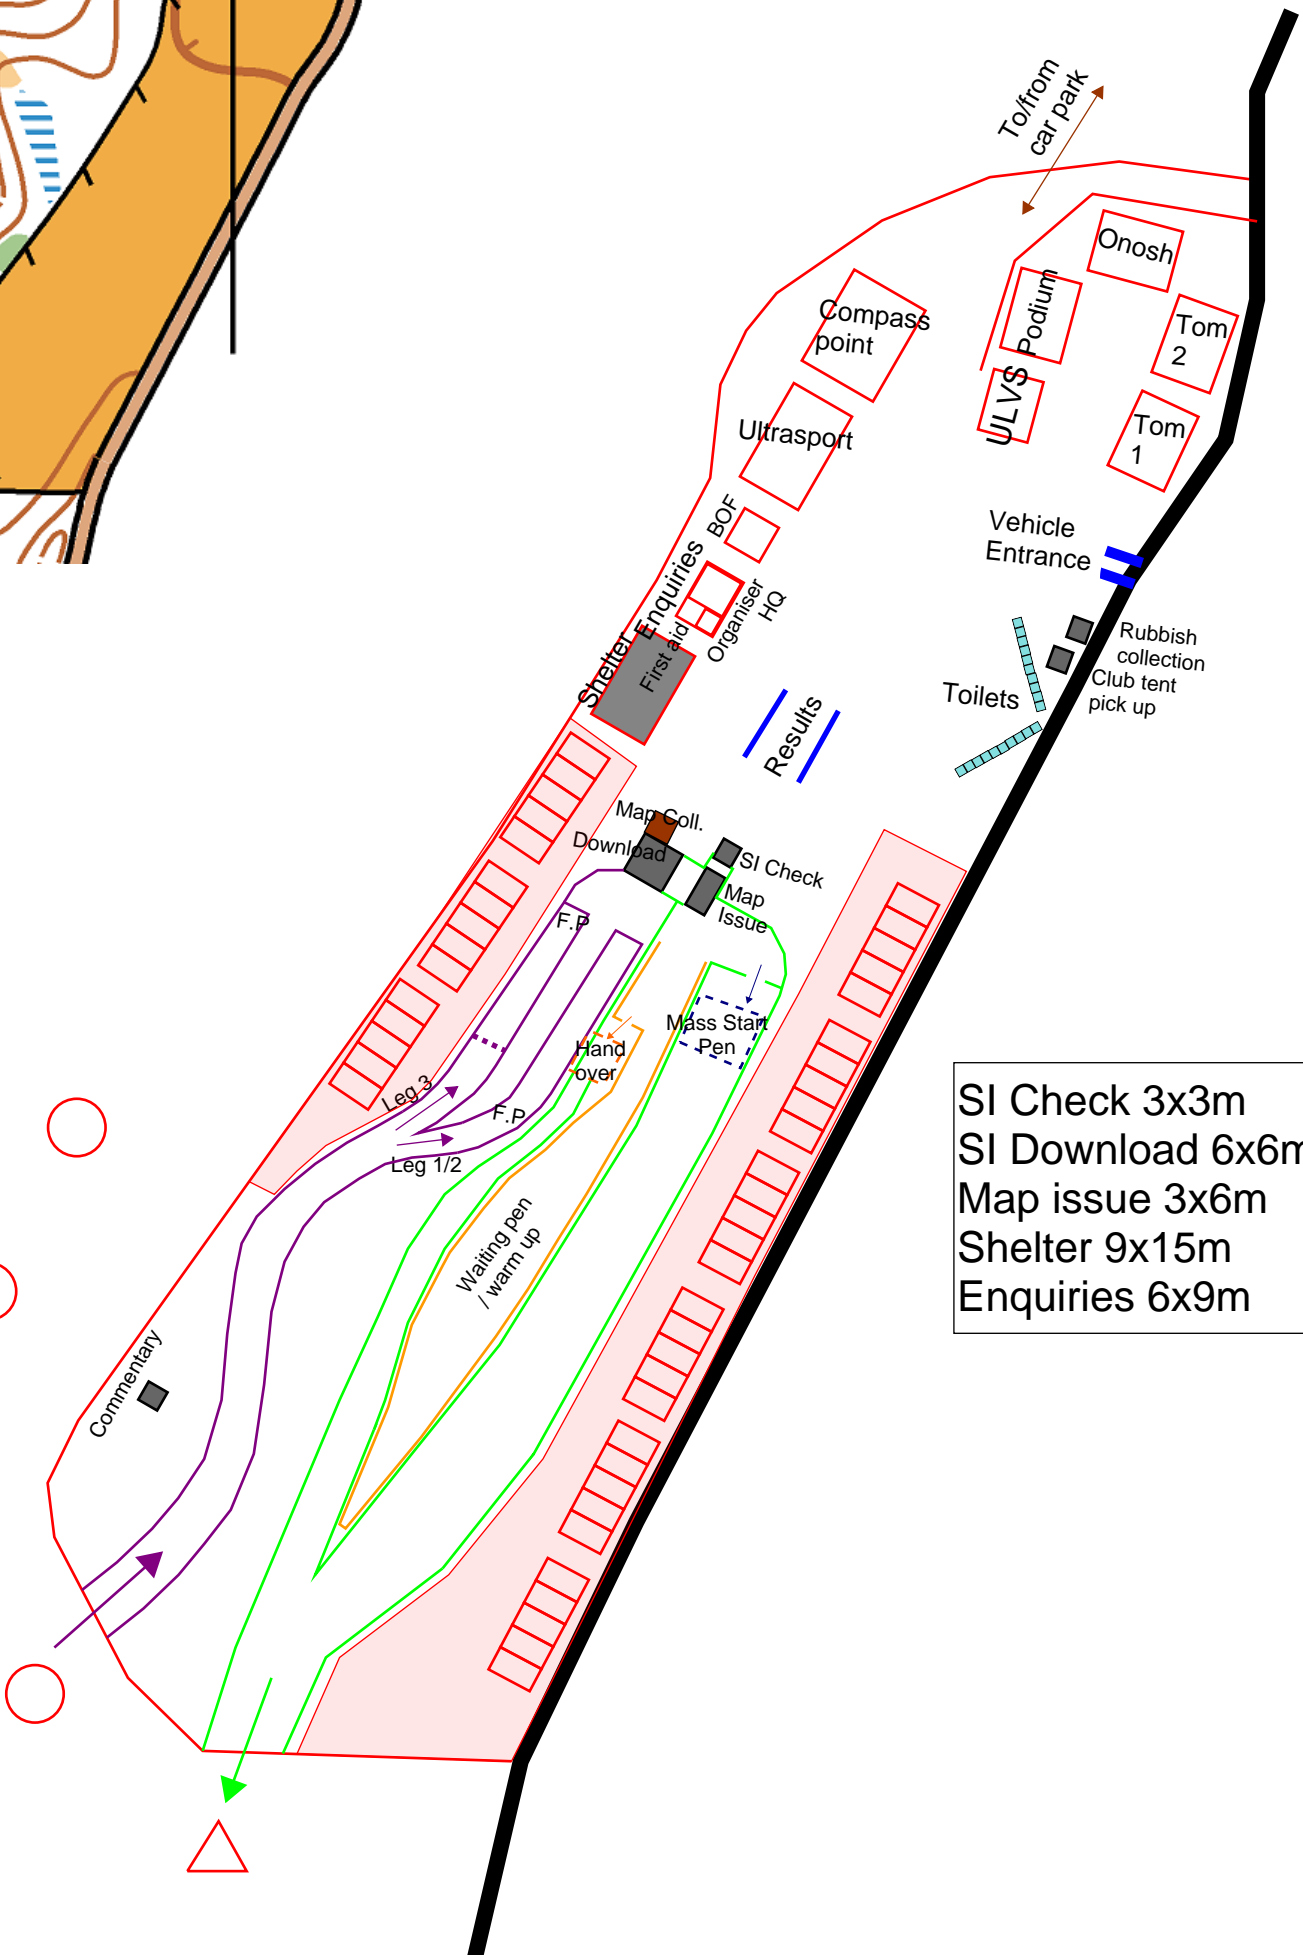 To/from
car park
Onosh
Podium
Compass
point
Tom
2
ULVS
Ultrasport
Tom
1
BOF
Vehicle
Entrance
Enquiries
Organiser
HQ
Shelter
First aid
Rubbish
collection
Club tent
pick up
Toilets
Results
Map Coll.
Download
SI Check
Map
Issue
F.P
Mass Start
Pen
Hand
over
Leg 3
F.P
Leg 1/2
Waiting pen
/ warm up
Commentary
SI Check 3x3m
SI Download 6x6m
Map issue 3x6m
Shelter 9x15m
Enquiries 6x9m